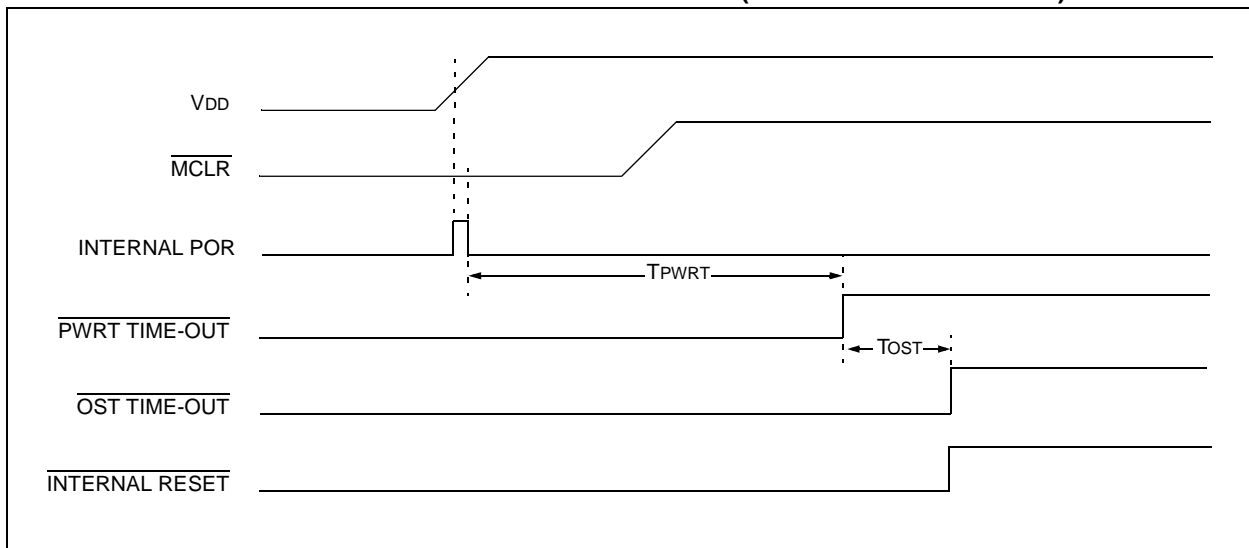 VDD
MCLR
INTERNAL POR
TPWRT
PWRT TIME-OUT
TOST
OST TIME-OUT
INTERNAL RESET